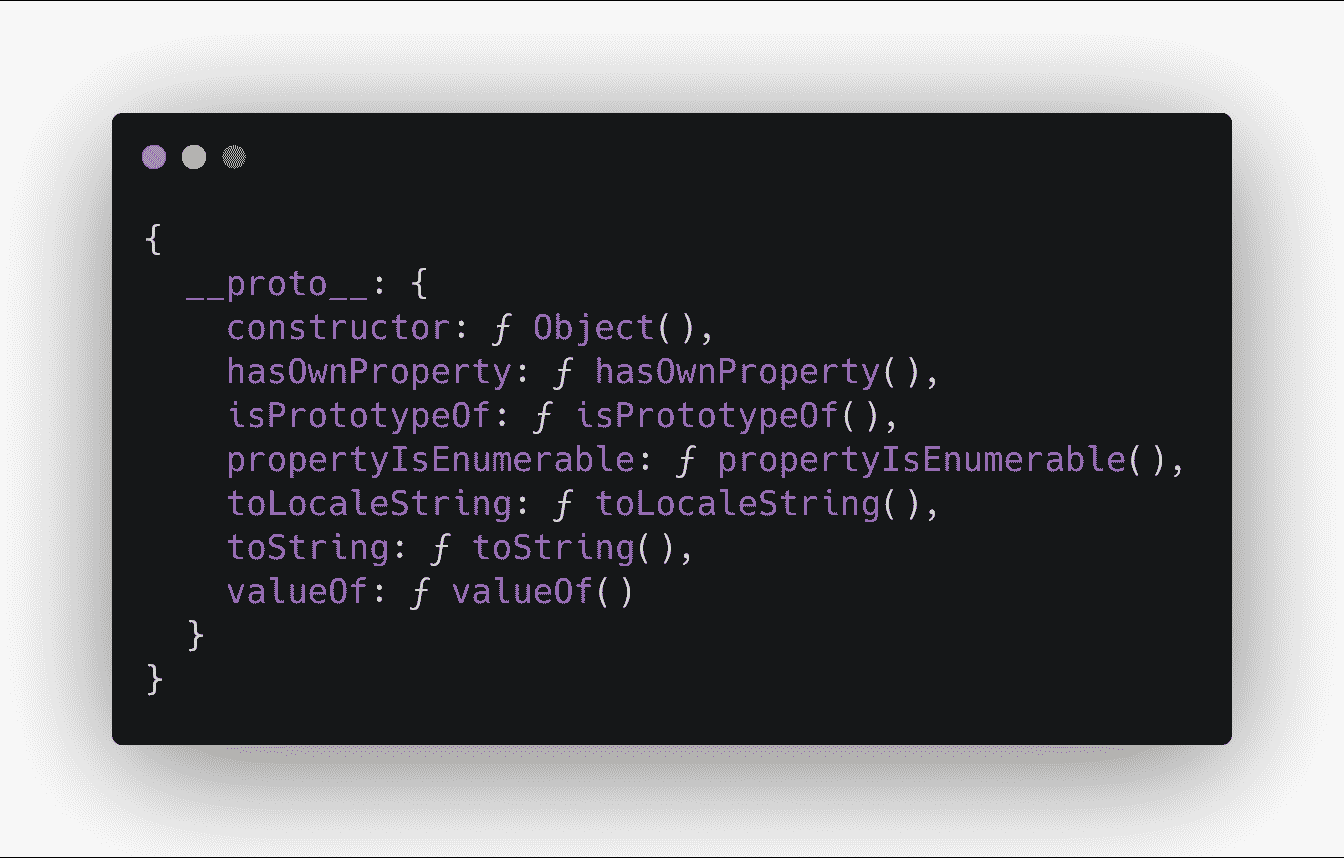 {
  __proto__: {
    constructor: ƒ Object(),
    hasOwnProperty: ƒ hasOwnProperty(),
    isPrototypeOf: ƒ isPrototypeOf(),
    propertyIsEnumerable: ƒ propertyIsEnumerable(),
    toLocaleString: ƒ toLocaleString(),
    toString: ƒ toString(),
    valueOf: ƒ valueOf()
  }
}